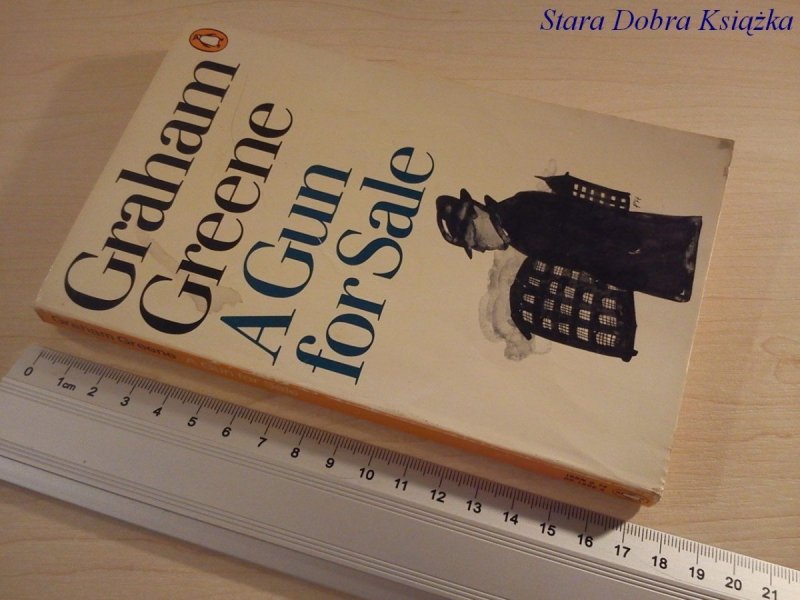 Stara Dobra Książka
Graham
Greene
A Gun
for Sale
Graham Greene
0 1cm 2 3 4 5 6 7 8 9 10 11 12 13 14 15 16 17 18 19 20 21